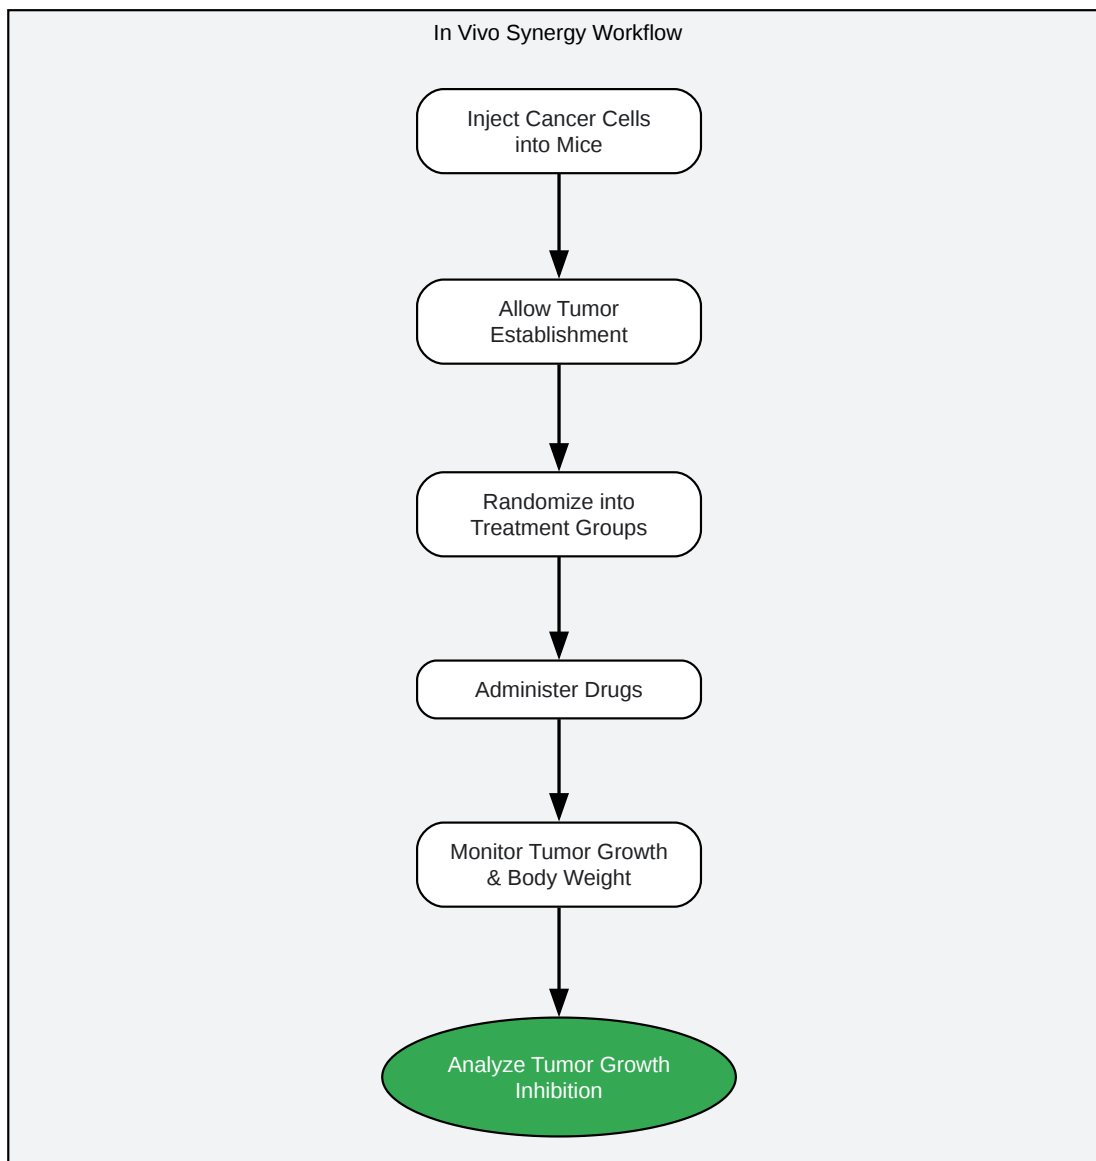 In Vivo Synergy Workflow
Inject Cancer Cells
into Mice
Allow Tumor
Establishment
Randomize into
Treatment Groups
Administer Drugs
Monitor Tumor Growth
& Body Weight
Analyze Tumor Growth
Inhibition